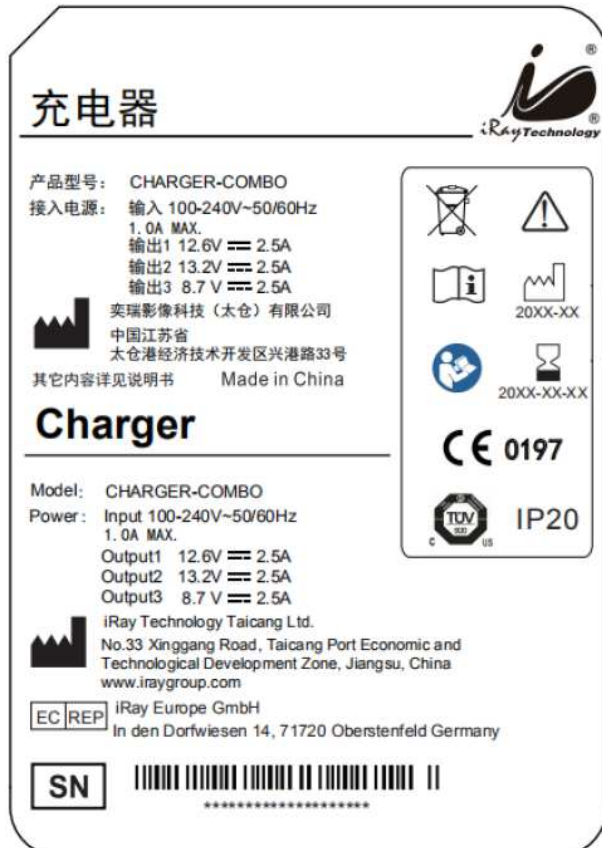 充电器
iRayTechnology
® ®
产品型号： CHARGER-COMBO
接入电源： 输入 100-240V~50/60Hz
1.0A MAX.
输出1 12.6V ⎓ 2.5A
输出2 13.2V ⎓ 2.5A
输出3 8.7 V ⎓ 2.5A
奕瑞影像科技（太仓）有限公司
中国江苏省
太仓港经济技术开发区兴港路33号
其它内容详见说明书 Made in China
i
20XX-XX
20XX-XX-XX
CE 0197
C TÜV SÜD US
IP20
Charger
Model: CHARGER-COMBO
Power: Input 100-240V~50/60Hz
1.0A MAX.
Output1 12.6V ⎓ 2.5A
Output2 13.2V ⎓ 2.5A
Output3 8.7 V ⎓ 2.5A
iRay Technology Taicang Ltd.
No.33 Xinggang Road, Taicang Port Economic and
Technological Development Zone, Jiangsu, China
www.iraygroup.com
EC REP
iRay Europe GmbH
In den Dorfwiesen 14, 71720 Oberstenfeld Germany
SN
********************